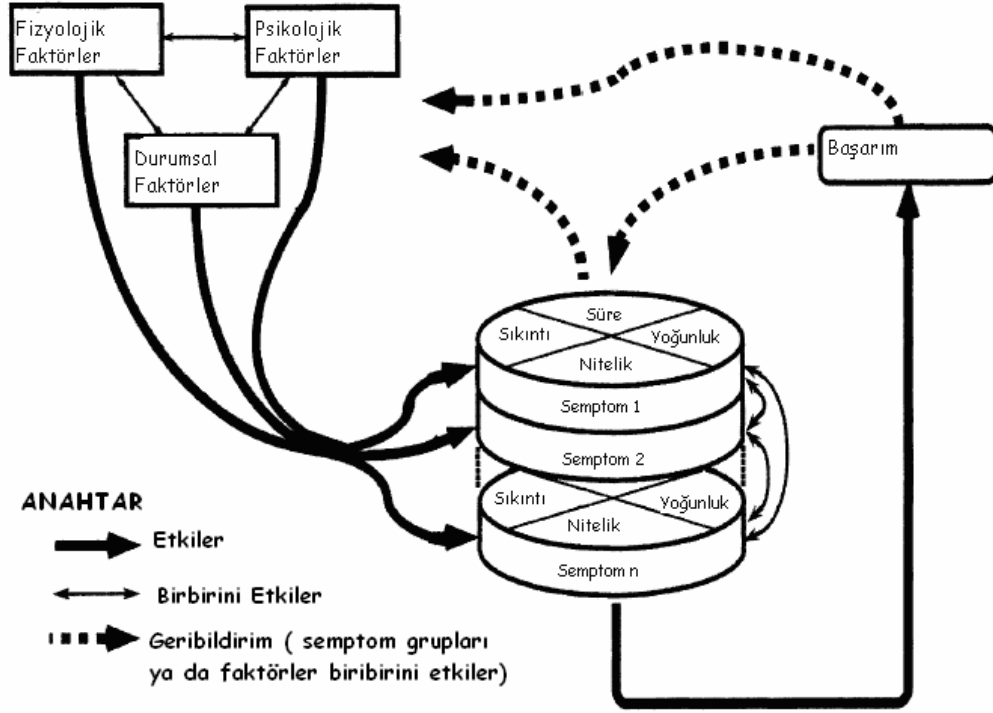 Fizyolojik
Faktörler
Psikolojik
Faktörler
Durumsal
Faktörler
Başarım
Süre
Sıkıntı
Yoğunluk
Nitelik
Semptom 1
Semptom 2
Sıkıntı
Yoğunluk
Nitelik
Semptom n
ANAHTAR
Etkiler
Birbirini Etkiler
Geribildirim ( semptom grupları
ya da faktörler biribirini etkiler)